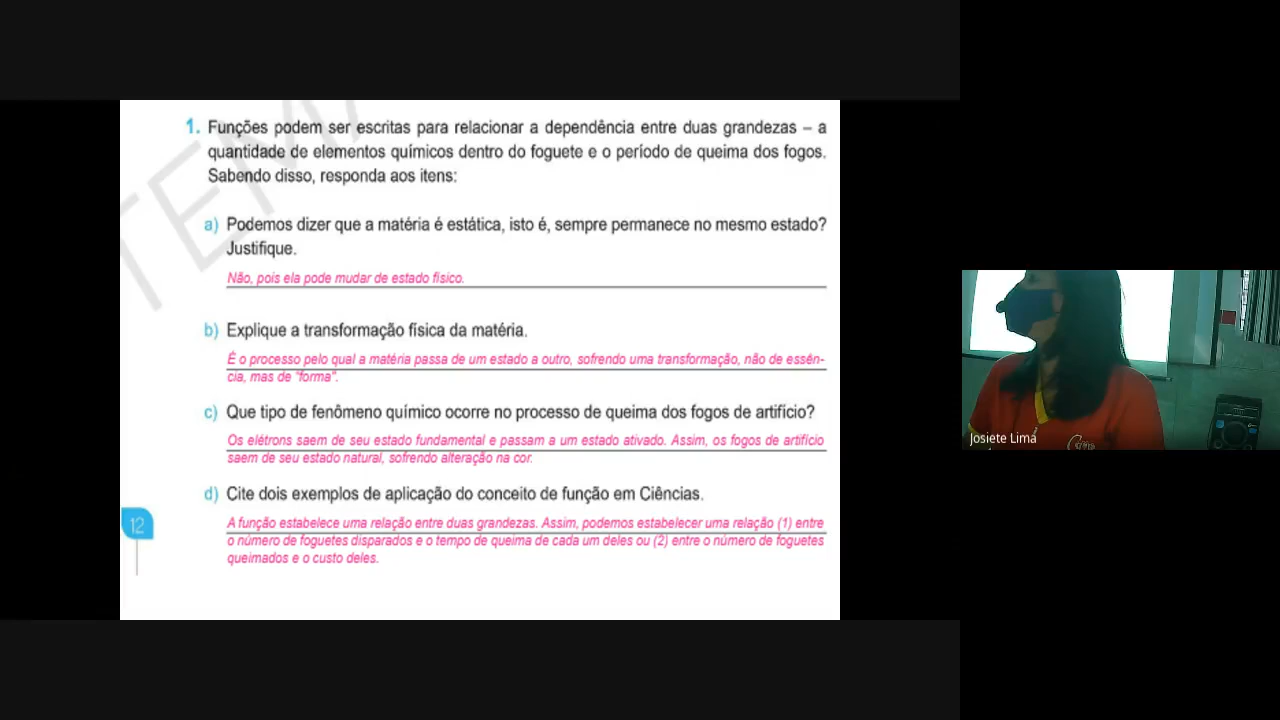 1. Funções podem ser escritas para relacionar a dependência entre duas grandezas – a
quantidade de elementos químicos dentro do foguete e o período de queima dos fogos.
Sabendo disso, responda aos itens:
a) Podemos dizer que a matéria é estática, isto é, sempre permanece no mesmo estado?
Justifique.
Não, pois ela pode mudar de estado físico.
b) Explique a transformação física da matéria.
É o processo pelo qual a matéria passa de um estado a outro, sofrendo uma transformação, não de essên-
cia, mas de "forma".
c) Que tipo de fenômeno químico ocorre no processo de queima dos fogos de artifício?
Os elétrons saem de seu estado fundamental e passam a um estado ativado. Assim, os fogos de artifício
saem de seu estado natural, sofrendo alteração na cor.
d) Cite dois exemplos de aplicação do conceito de função em Ciências.
A função estabelece uma relação entre duas grandezas. Assim, podemos estabelecer uma relação (1) entre
o número de foguetes disparados e o tempo de queima de cada um deles ou (2) entre o número de foguetes
queimados e o custo deles.
12
Josiete Lima